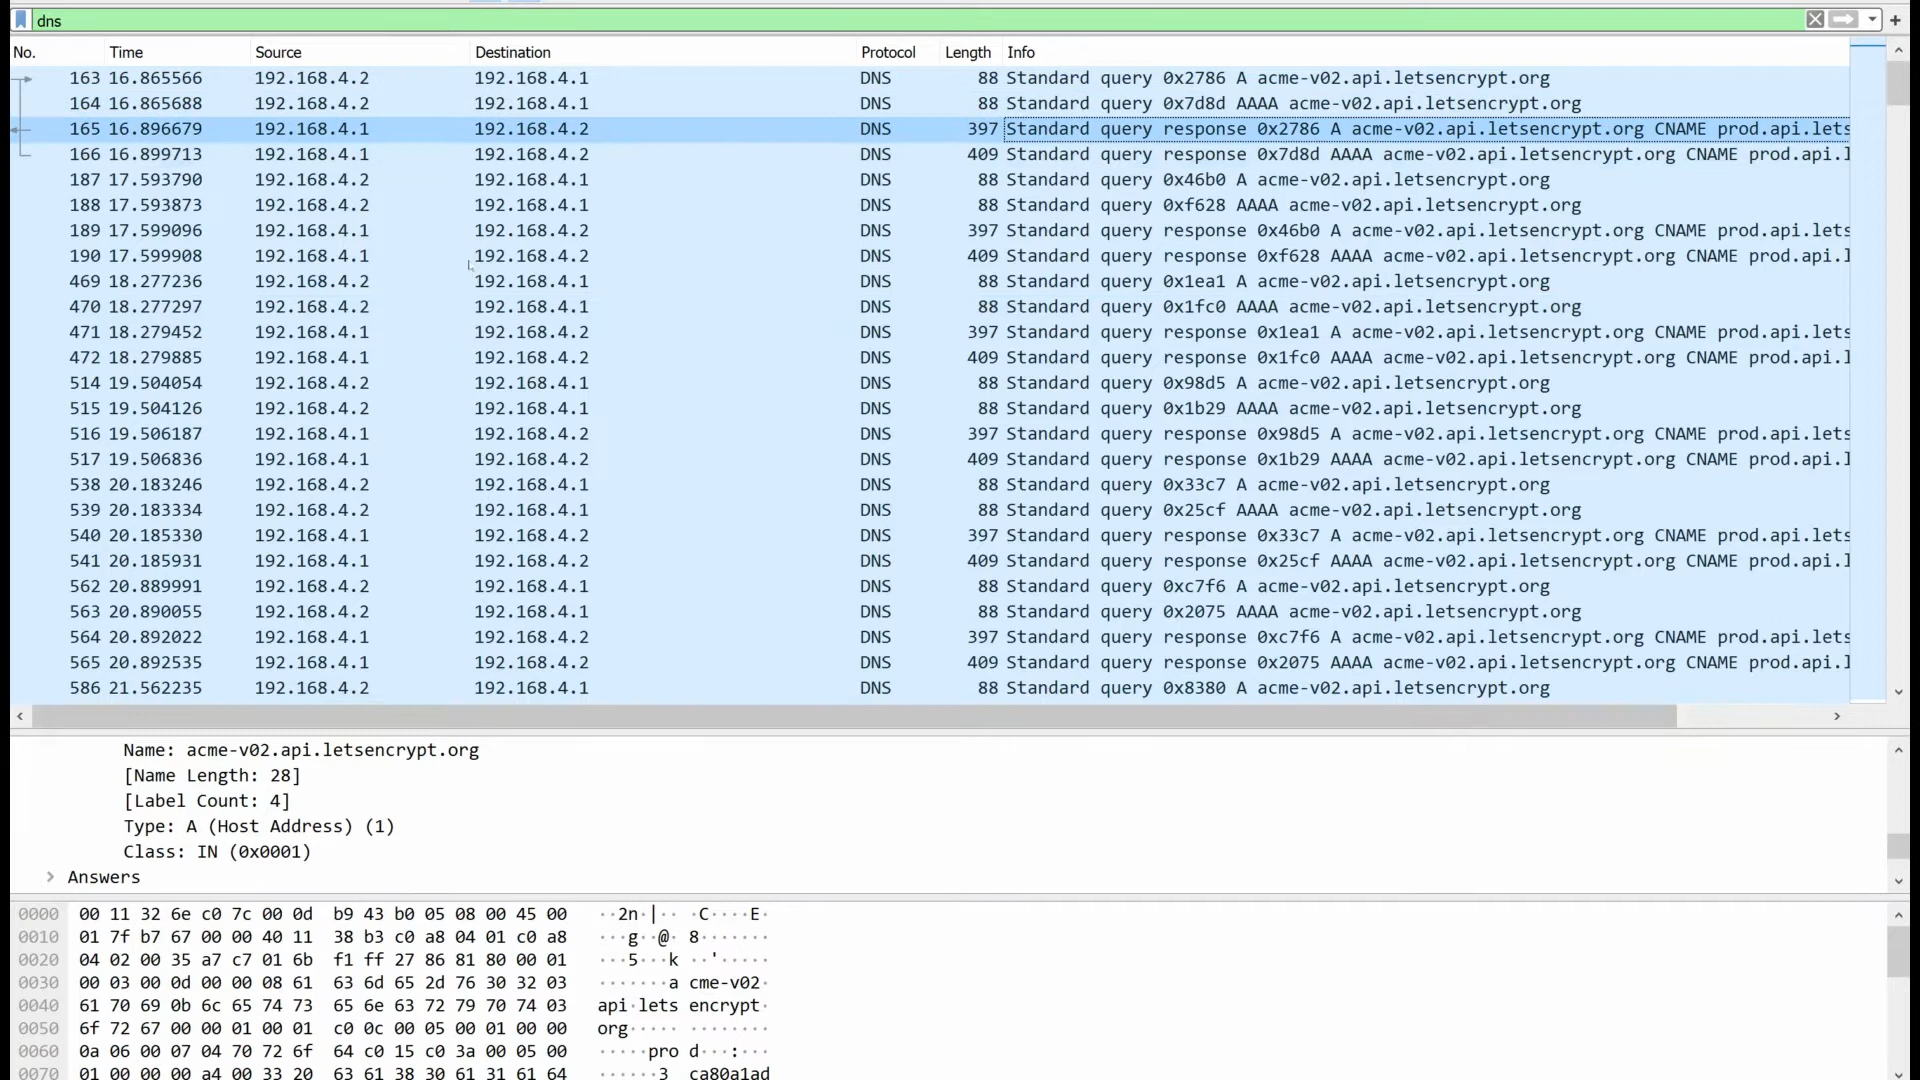 dns
No. Time Source Destination Protocol Length Info
163 16.865566 192.168.4.2 192.168.4.1 DNS 88 Standard query 0x2786 A acme-v02.api.letsencrypt.org
164 16.865688 192.168.4.2 192.168.4.1 DNS 88 Standard query 0x7d8d AAAA acme-v02.api.letsencrypt.org
165 16.896679 192.168.4.1 192.168.4.2 DNS 397 Standard query response 0x2786 A acme-v02.api.letsencrypt.org CNAME prod.api.lets
166 16.899713 192.168.4.1 192.168.4.2 DNS 409 Standard query response 0x7d8d AAAA acme-v02.api.letsencrypt.org CNAME prod.api.l
187 17.593790 192.168.4.2 192.168.4.1 DNS 88 Standard query 0x46b0 A acme-v02.api.letsencrypt.org
188 17.593873 192.168.4.2 192.168.4.1 DNS 88 Standard query 0xf628 AAAA acme-v02.api.letsencrypt.org
189 17.599096 192.168.4.1 192.168.4.2 DNS 397 Standard query response 0x46b0 A acme-v02.api.letsencrypt.org CNAME prod.api.lets
190 17.599908 192.168.4.1 192.168.4.2 DNS 409 Standard query response 0xf628 AAAA acme-v02.api.letsencrypt.org CNAME prod.api.l
469 18.277236 192.168.4.2 192.168.4.1 DNS 88 Standard query 0x1ea1 A acme-v02.api.letsencrypt.org
470 18.277297 192.168.4.2 192.168.4.1 DNS 88 Standard query 0x1fc0 AAAA acme-v02.api.letsencrypt.org
471 18.279452 192.168.4.1 192.168.4.2 DNS 397 Standard query response 0x1ea1 A acme-v02.api.letsencrypt.org CNAME prod.api.lets
472 18.279885 192.168.4.1 192.168.4.2 DNS 409 Standard query response 0x1fc0 AAAA acme-v02.api.letsencrypt.org CNAME prod.api.l
514 19.504054 192.168.4.2 192.168.4.1 DNS 88 Standard query 0x98d5 A acme-v02.api.letsencrypt.org
515 19.504126 192.168.4.2 192.168.4.1 DNS 88 Standard query 0x1b29 AAAA acme-v02.api.letsencrypt.org
516 19.506187 192.168.4.1 192.168.4.2 DNS 397 Standard query response 0x98d5 A acme-v02.api.letsencrypt.org CNAME prod.api.lets
517 19.506836 192.168.4.1 192.168.4.2 DNS 409 Standard query response 0x1b29 AAAA acme-v02.api.letsencrypt.org CNAME prod.api.l
538 20.183246 192.168.4.2 192.168.4.1 DNS 88 Standard query 0x33c7 A acme-v02.api.letsencrypt.org
539 20.183334 192.168.4.2 192.168.4.1 DNS 88 Standard query 0x25cf AAAA acme-v02.api.letsencrypt.org
540 20.185330 192.168.4.1 192.168.4.2 DNS 397 Standard query response 0x33c7 A acme-v02.api.letsencrypt.org CNAME prod.api.lets
541 20.185931 192.168.4.1 192.168.4.2 DNS 409 Standard query response 0x25cf AAAA acme-v02.api.letsencrypt.org CNAME prod.api.l
562 20.889991 192.168.4.2 192.168.4.1 DNS 88 Standard query 0xc7f6 A acme-v02.api.letsencrypt.org
563 20.890055 192.168.4.2 192.168.4.1 DNS 88 Standard query 0x2075 AAAA acme-v02.api.letsencrypt.org
564 20.892022 192.168.4.1 192.168.4.2 DNS 397 Standard query response 0xc7f6 A acme-v02.api.letsencrypt.org CNAME prod.api.lets
565 20.892535 192.168.4.1 192.168.4.2 DNS 409 Standard query response 0x2075 AAAA acme-v02.api.letsencrypt.org CNAME prod.api.l
586 21.562235 192.168.4.2 192.168.4.1 DNS 88 Standard query 0x8380 A acme-v02.api.letsencrypt.org
Name: acme-v02.api.letsencrypt.org
[Name Length: 28]
[Label Count: 4]
Type: A (Host Address) (1)
Class: IN (0x0001)
Answers
0000 00 11 32 6e c0 7c 00 0d b9 43 b0 05 08 00 45 00 ··2n·|·· ·C····E·
0010 01 7f b7 67 00 00 40 11 38 b3 c0 a8 04 01 c0 a8 ···g··@· 8·······
0020 04 02 00 35 a7 c7 01 6b f1 ff 27 86 81 80 00 01 ···5···k ··'·····
0030 00 03 00 0d 00 00 08 61 63 6d 65 2d 76 30 32 03 ·······a cme-v02·
0040 61 70 69 0b 6c 65 74 73 65 6e 63 72 79 70 74 03 api·lets encrypt·
0050 6f 72 67 00 00 01 00 01 c0 0c 00 05 00 01 00 00 org····· ········
0060 0a 06 00 07 04 70 72 6f 64 c0 15 c0 3a 00 05 00 ·····pro d···:···
0070 01 00 00 00 a4 00 33 20 63 61 38 30 61 31 61 64 ······3 ca80a1ad